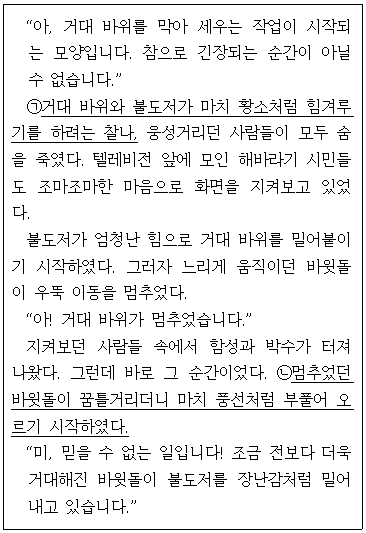 “아, 거대 바위를 막아 세우는 작업이 시작되
는 모양입니다. 참으로 긴장되는 순간이 아닐
수 없습니다.”
㉠거대 바위와 불도저가 마치 황소처럼 힘겨루
기를 하려는 찰나, 웅성거리던 사람들이 모두 숨
을 죽였다. 텔레비전 앞에 모인 해바라기 시민들
도 조마조마한 마음으로 화면을 지켜보고 있었
다.
불도저가 엄청난 힘으로 거대 바위를 밀어붙이
기 시작하였다. 그러자 느리게 움직이던 바윗돌
이 우뚝 이동을 멈추었다.
“아! 거대 바위가 멈추었습니다.”
지켜보던 사람들 속에서 함성과 박수가 터져
나왔다. 그런데 바로 그 순간이었다. ㉡멈추었던
바윗돌이 꿈틀거리더니 마치 풍선처럼 부풀어 오
르기 시작하였다.
“미, 믿을 수 없는 일입니다! 조금 전보다 더욱
거대해진 바윗돌이 불도저를 장난감처럼 밀어
내고 있습니다.”